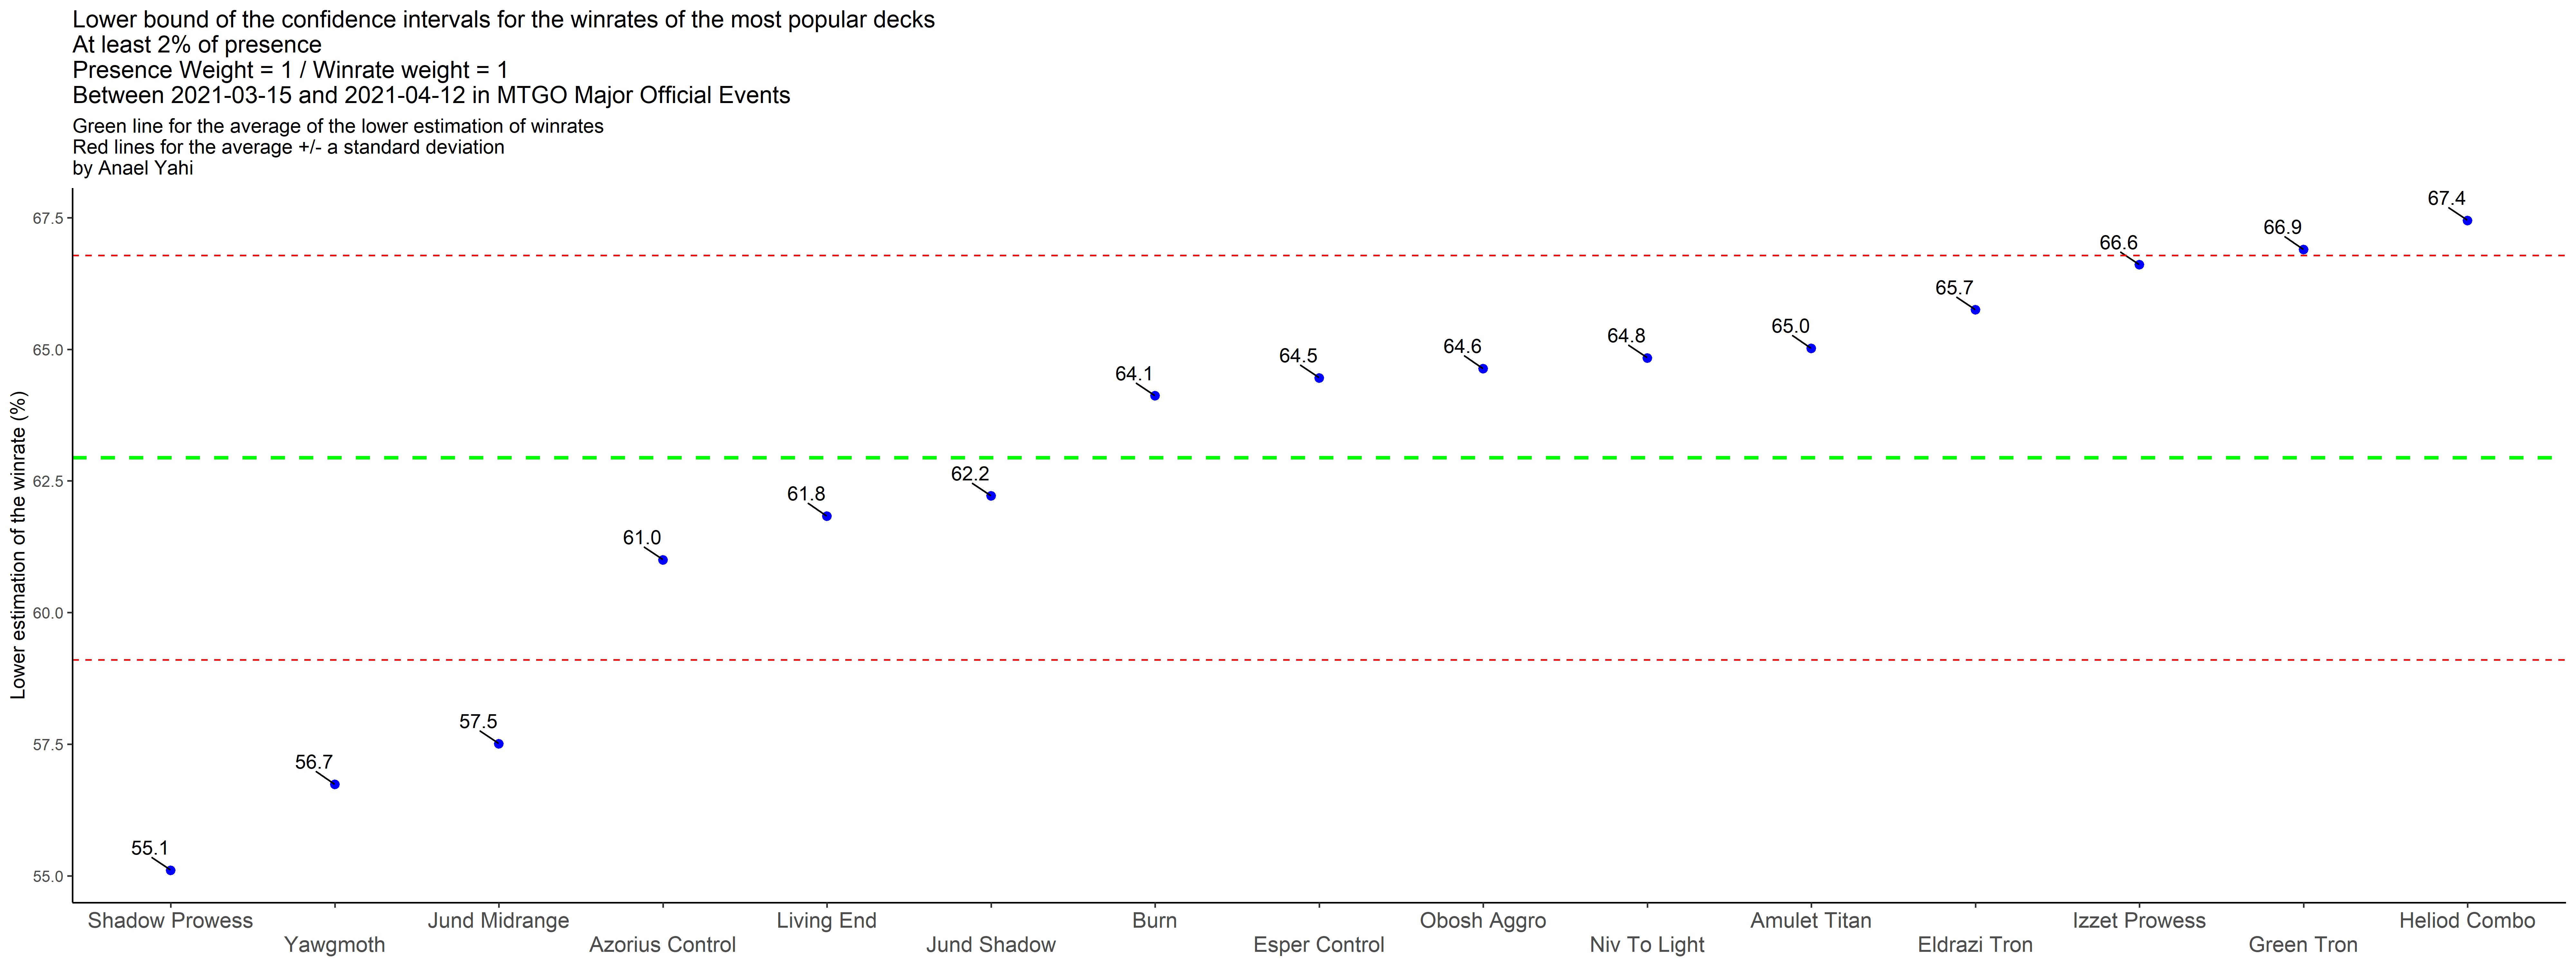 Lower bound of the confidence intervals for the winrates of the most popular decks
At least 2% of presence
Presence Weight = 1 / Winrate weight = 1
Between 2021-03-15 and 2021-04-12 in MTGO Major Official Events
Green line for the average of the lower estimation of winrates
Red lines for the average +/- a standard deviation
by Anael Yahi
Lower estimation of the winrate (%)
67.5
65.0
62.5
60.0
57.5
55.0
55.1
56.7
57.5
61.0
61.8
62.2
64.1
64.5
64.6
64.8
65.0
65.7
66.6
66.9
67.4
Shadow Prowess
Yawgmoth
Jund Midrange
Azorius Control
Living End
Jund Shadow
Burn
Esper Control
Obosh Aggro
Niv To Light
Amulet Titan
Eldrazi Tron
Izzet Prowess
Green Tron
Heliod Combo